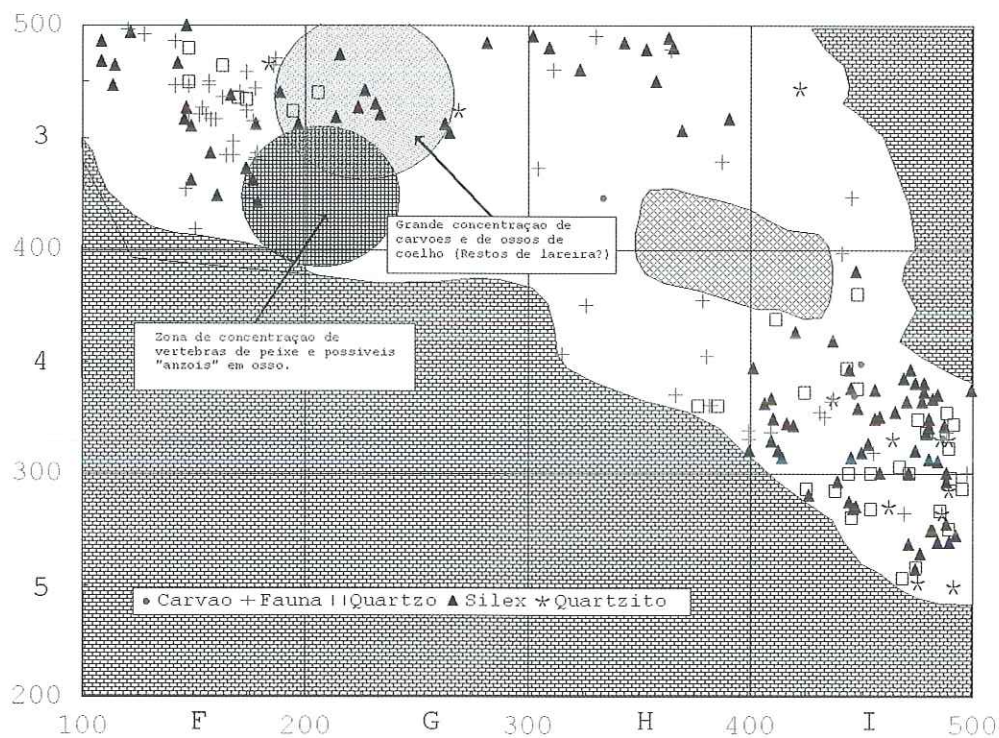 500
3
400
4
300
5
200
100 F 200 G 300 H 400 I 500
Grande concentraçao de
carvoes e de ossos de
coelho (Restos de lareira?)
Zona de concentraçao de
vertebras de peixe e possiveis
"anzois" em osso.
Carvao Fauna Quartzo Silex Quartzito